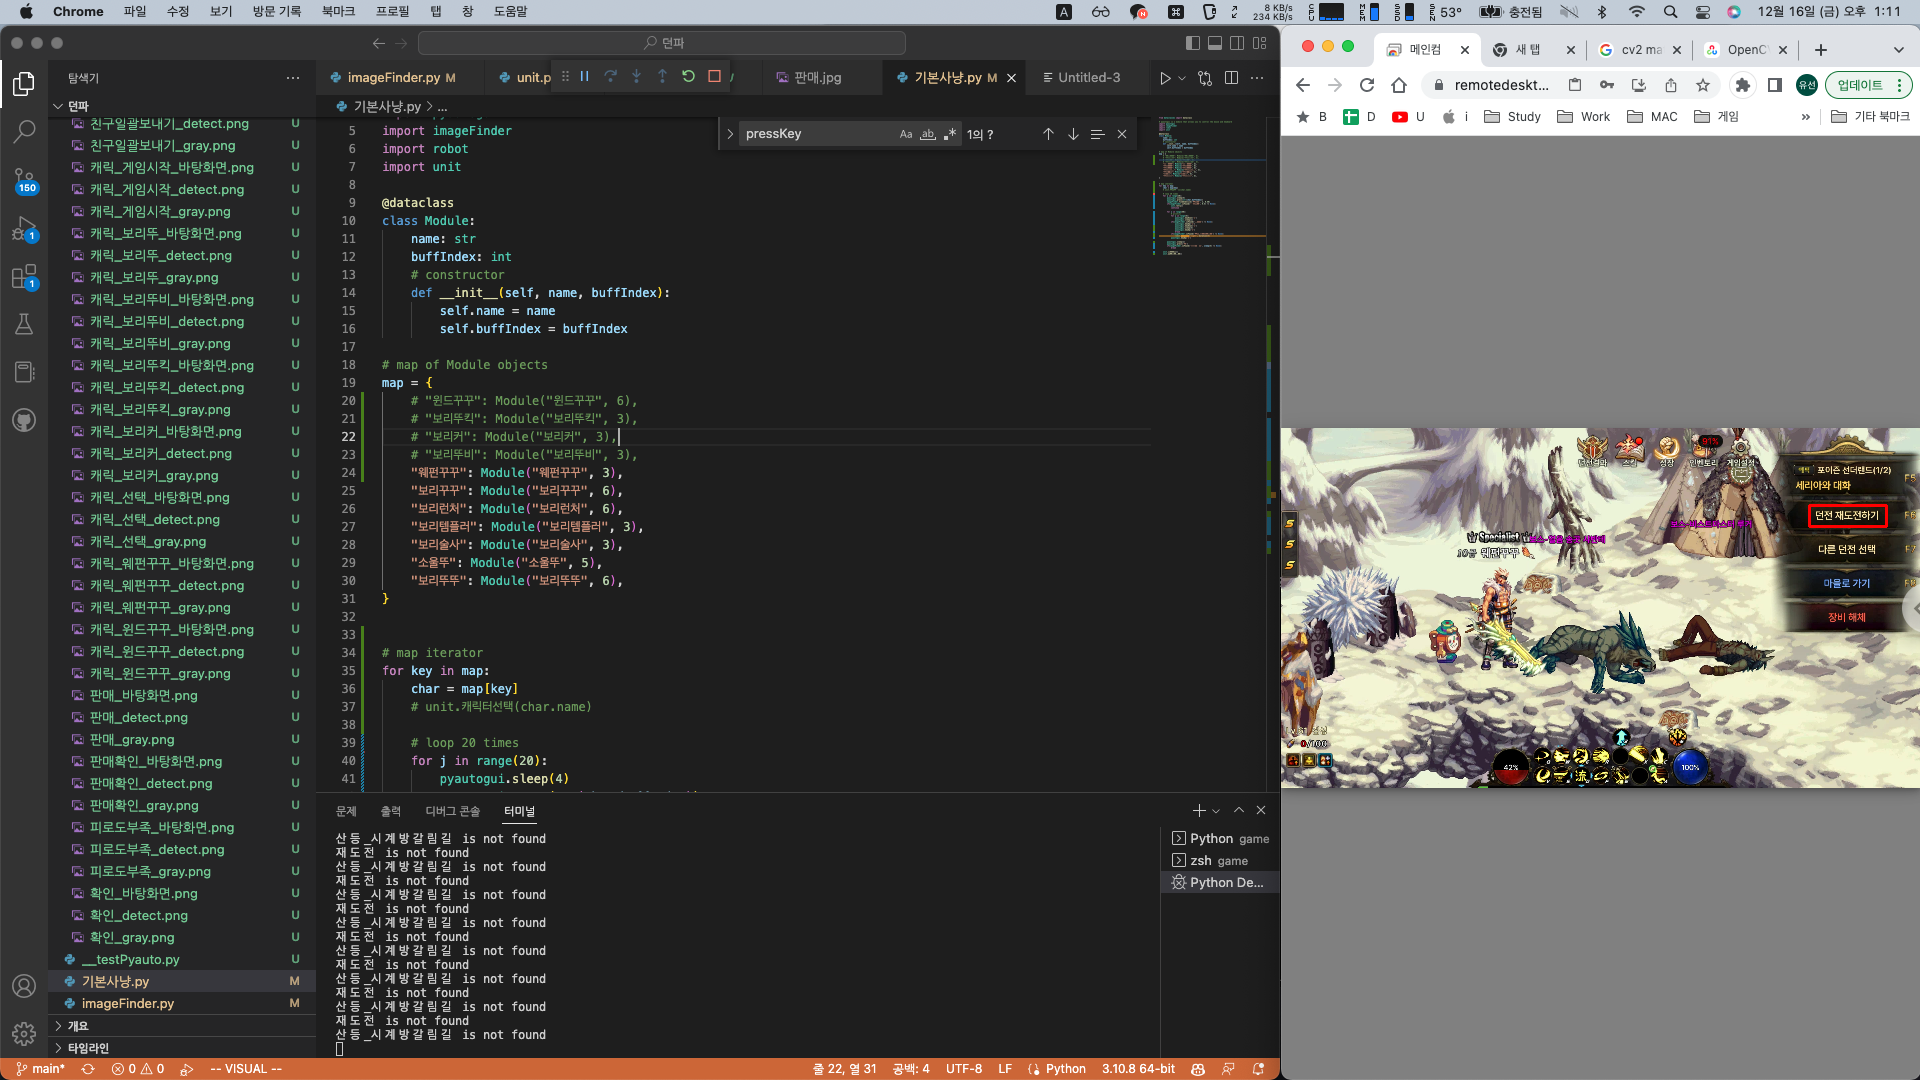 Chrome 파일 수정 보기 방문 기록 북마크 프로필 탭 창 도움말
8 KB/s
234 KB/s
53° 충전됨 12월 16일 (금) 오후 1:11
던파
탐색기
던파
친구일괄보내기_detect.png U
친구일괄보내기_gray.png U
캐릭_게임시작_바탕화면.png U
캐릭_게임시작_detect.png U
캐릭_게임시작_gray.png U
캐릭_보리뚜_바탕화면.png U
캐릭_보리뚜_detect.png U
캐릭_보리뚜_gray.png U
캐릭_보리뚜비_바탕화면.png U
캐릭_보리뚜비_detect.png U
캐릭_보리뚜비_gray.png U
캐릭_보리뚜킥_바탕화면.png U
캐릭_보리뚜킥_detect.png U
캐릭_보리뚜킥_gray.png U
캐릭_보리커_바탕화면.png U
캐릭_보리커_detect.png U
캐릭_보리커_gray.png U
캐릭_선택_바탕화면.png U
캐릭_선택_detect.png U
캐릭_선택_gray.png U
캐릭_웨펀꾸꾸_바탕화면.png U
캐릭_웨펀꾸꾸_detect.png U
캐릭_웨펀꾸꾸_gray.png U
캐릭_윈드꾸꾸_바탕화면.png U
캐릭_윈드꾸꾸_detect.png U
캐릭_윈드꾸꾸_gray.png U
판매_바탕화면.png U
판매_detect.png U
판매_gray.png U
판매확인_바탕화면.png U
판매확인_detect.png U
판매확인_gray.png U
피로도부족_바탕화면.png U
피로도부족_detect.png U
피로도부족_gray.png U
확인_바탕화면.png U
확인_detect.png U
확인_gray.png U
__testPyauto.py U
기본사냥.py M
imageFinder.py M
개요
타임라인
150
1
1
imageFinder.py M
unit.p
판매.jpg
기본사냥.py M
Untitled-3
기본사냥.py > ...
pressKey
Aa ab
1의 ?
5 import imageFinder
6 import robot
7 import unit
8
9 @dataclass
10 class Module:
11 name: str
12 buffIndex: int
13 # constructor
14 def __init__(self, name, buffIndex):
15 self.name = name
16 self.buffIndex = buffIndex
17
18 # map of Module objects
19 map = {
20 # "윈드꾸꾸": Module("윈드꾸꾸", 6),
21 # "보리뚜킥": Module("보리뚜킥", 3),
22 # "보리커": Module("보리커", 3),
23 # "보리뚜비": Module("보리뚜비", 3),
24 "웨펀꾸꾸": Module("웨펀꾸꾸", 3),
25 "보리꾸꾸": Module("보리꾸꾸", 6),
26 "보리런처": Module("보리런처", 6),
27 "보리템플러": Module("보리템플러", 3),
28 "보리술사": Module("보리술사", 3),
29 "소울뚜": Module("소울뚜", 5),
30 "보리뚜뚜": Module("보리뚜뚜", 6),
31 }
32
33
34 # map iterator
35 for key in map:
36 char = map[key]
37 # unit.캐릭터선택(char.name)
38
39 # loop 20 times
40 for j in range(20):
41 pyautogui.sleep(4)
문제 출력 디버그 콘솔 터미널
산등_시계방갈림길 is not found
재도전 is not found
산등_시계방갈림길 is not found
재도전 is not found
산등_시계방갈림길 is not found
재도전 is not found
산등_시계방갈림길 is not found
재도전 is not found
산등_시계방갈림길 is not found
재도전 is not found
산등_시계방갈림길 is not found
재도전 is not found
산등_시계방갈림길 is not found
재도전 is not found
산등_시계방갈림길 is not found
Python game
zsh game
Python De...
main* 0 0 -- VISUAL -- 줄 22, 열 31 공백: 4 UTF-8 LF Python 3.10.8 64-bit
메인컴
새 탭
cv2 ma
OpenC
remotedeskt...
유선
업데이트
B D U i Study Work MAC 게임 » 기타 북마크
91%
던전결과 스킬 성장 인벤토리 게임설정
포이즌 선더랜드(1/2)
세리아와 대화
던전 재도전하기
다른 던전 선택
마을로 가기
장비 해제
Specialist
웨펀꾸꾸
0/100
42%
100%